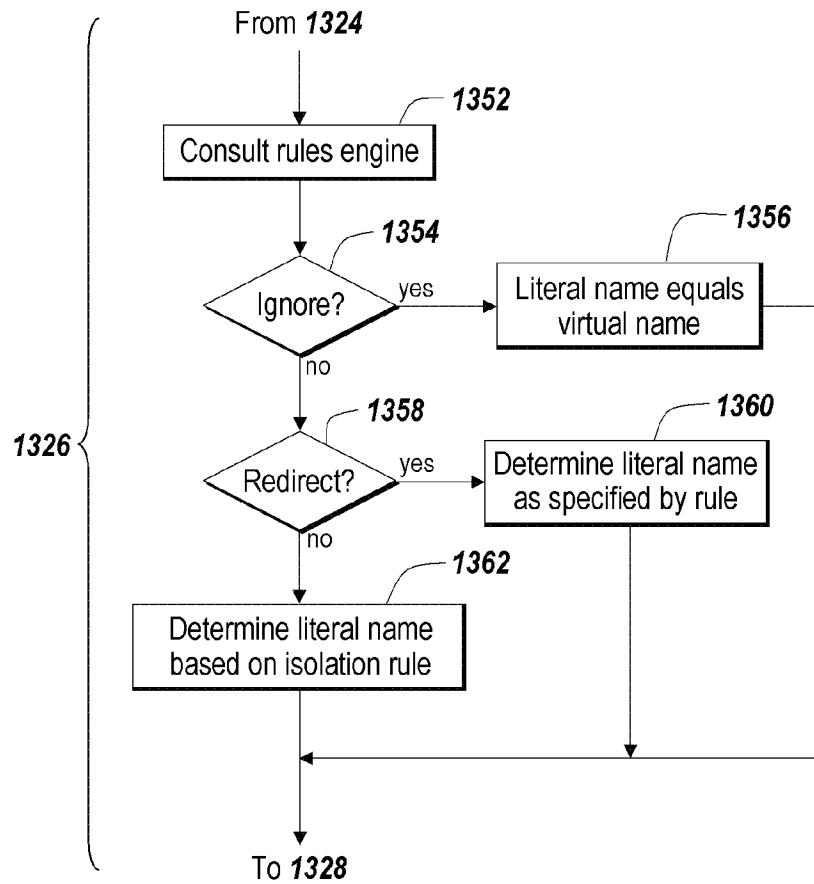 From 1324
1352
Consult rules engine
1354
1356
Ignore?
yes
Literal name equals
virtual name
no
1358
1360
1326
Redirect?
yes
Determine literal name
as specified by rule
no
1362
Determine literal name
based on isolation rule
To 1328